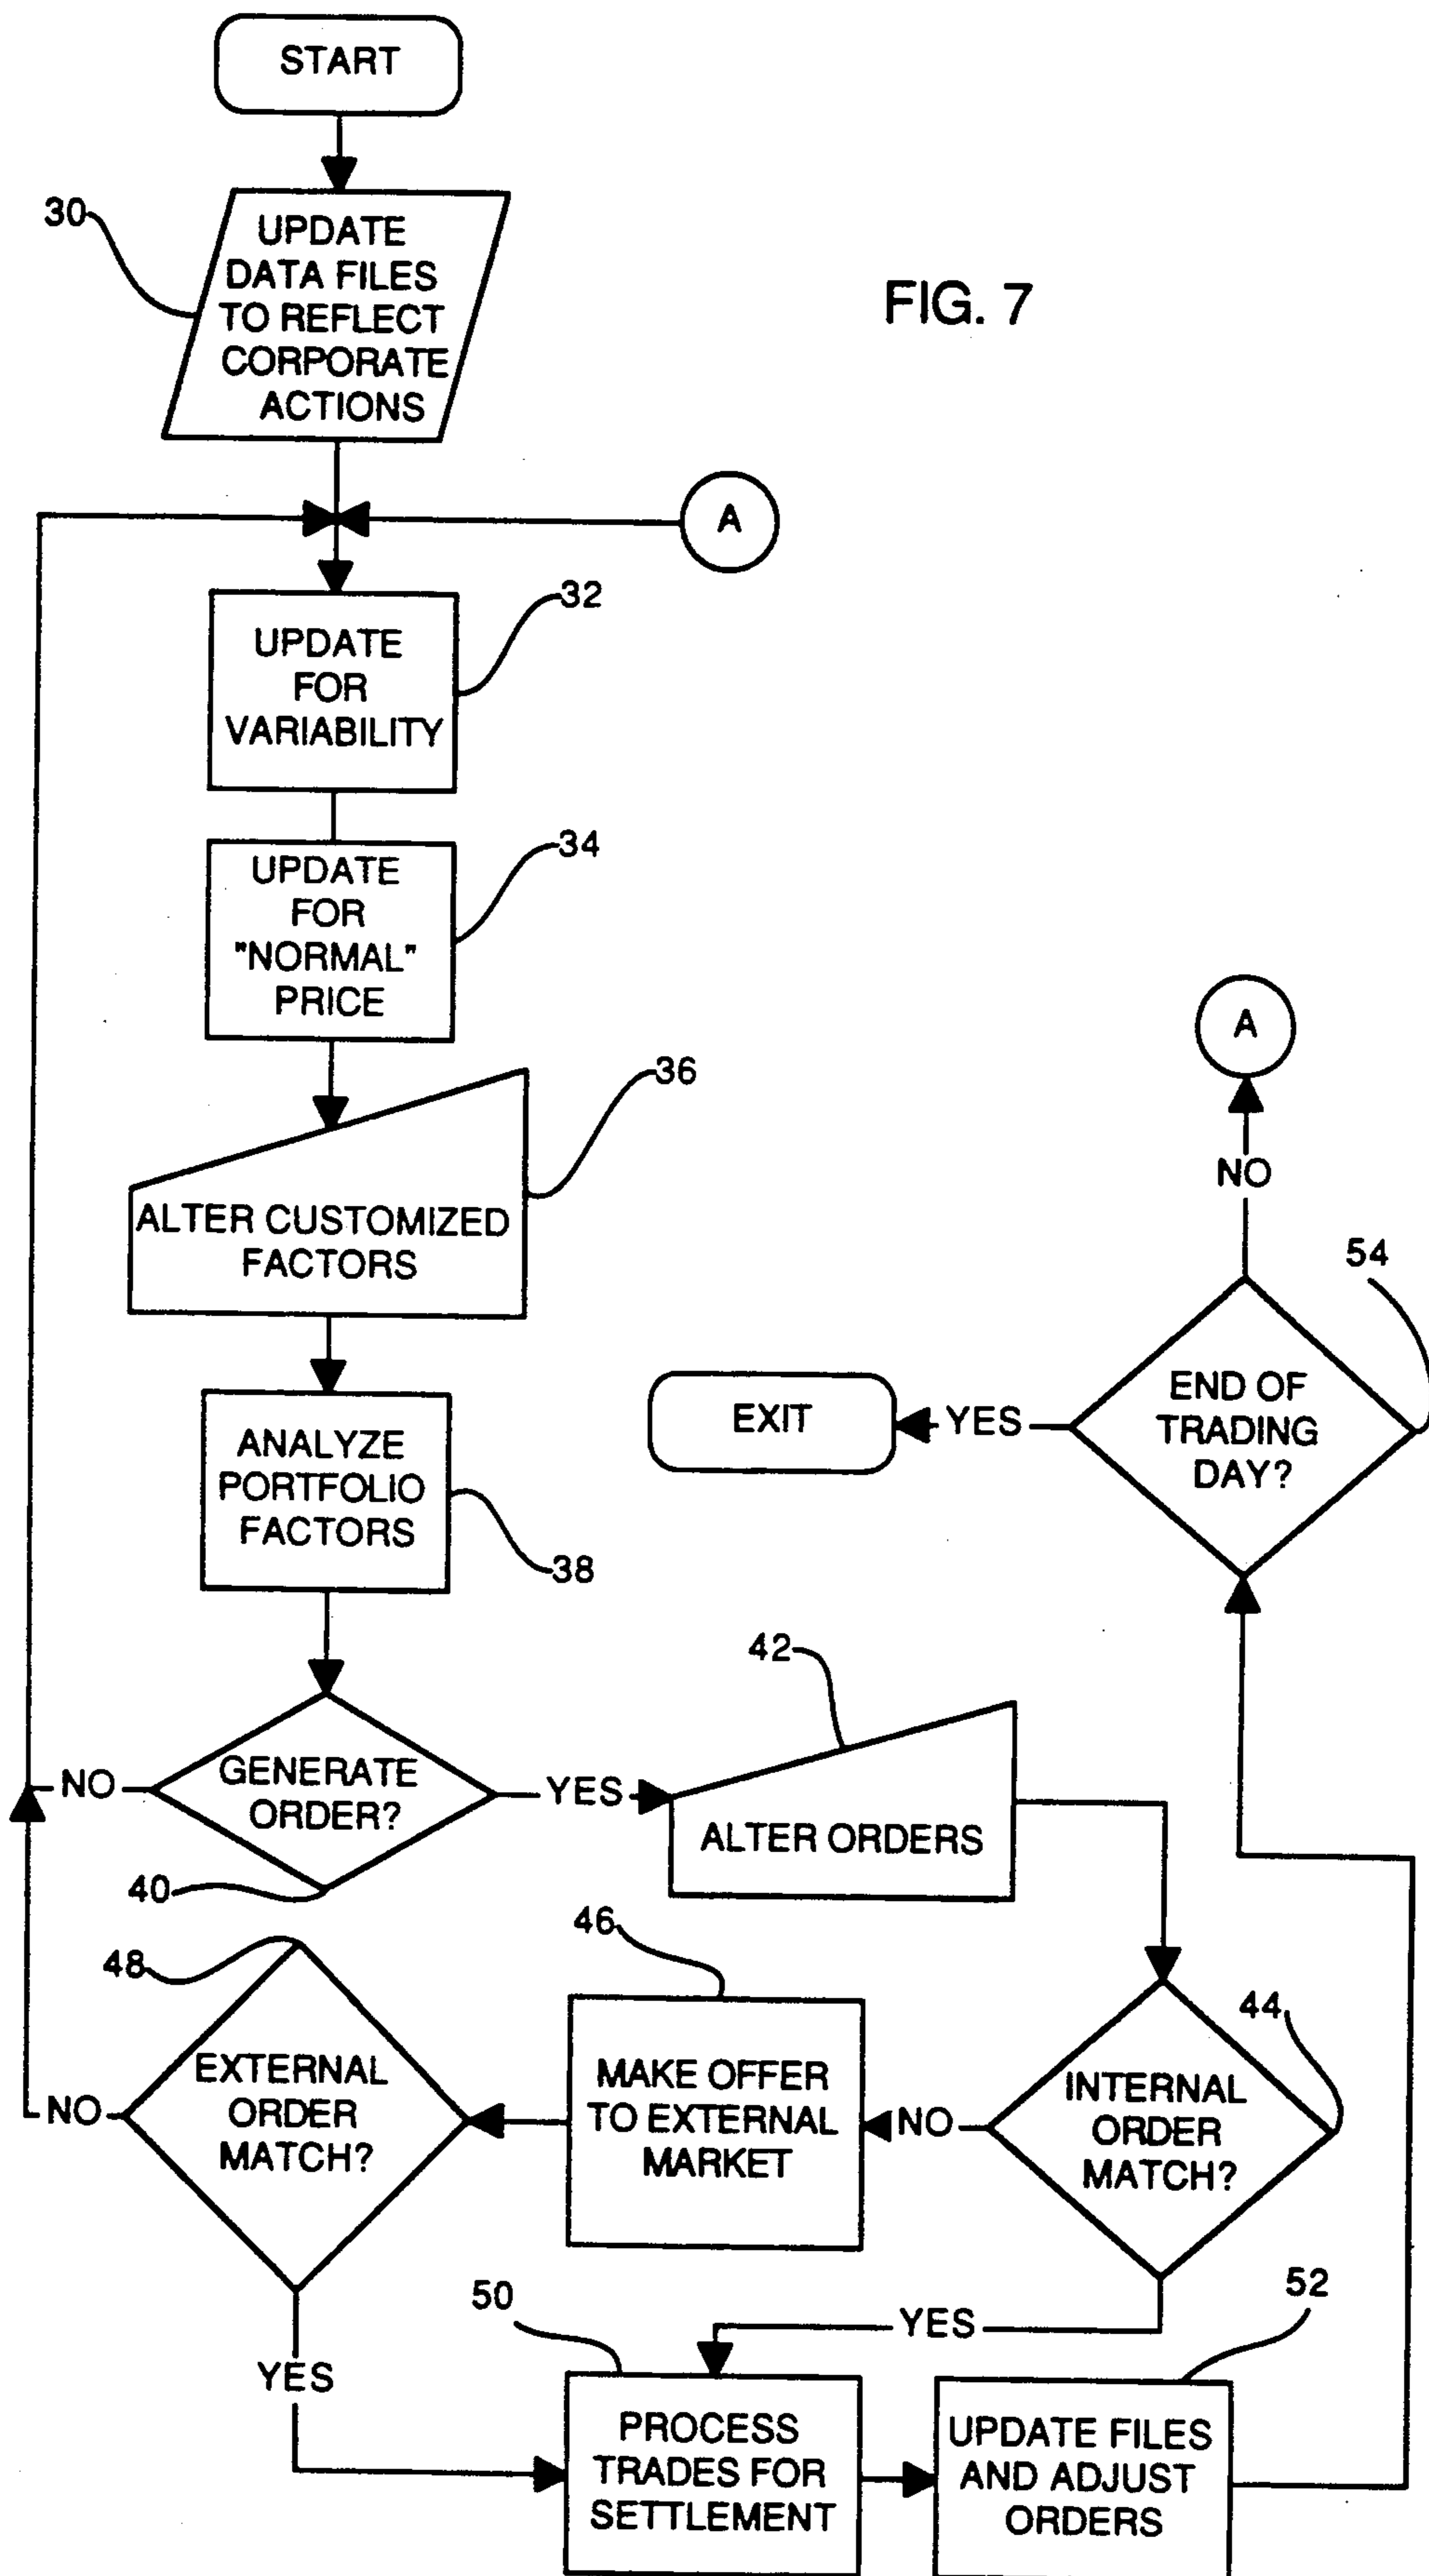 START
30
UPDATE
DATA FILES
TO REFLECT
CORPORATE
ACTIONS
FIG. 7
A
32
UPDATE
FOR
VARIABILITY
34
UPDATE
FOR
"NORMAL"
PRICE
36
ALTER CUSTOMIZED
FACTORS
ANALYZE
PORTFOLIO
FACTORS
38
A
NO
54
END OF
TRADING
DAY?
YES
EXIT
GENERATE
ORDER?
NO
YES
40
42
ALTER ORDERS
44
INTERNAL
ORDER
MATCH?
NO
YES
46
MAKE OFFER
TO EXTERNAL
MARKET
48
EXTERNAL
ORDER
MATCH?
NO
YES
50
PROCESS
TRADES FOR
SETTLEMENT
52
UPDATE FILES
AND ADJUST
ORDERS